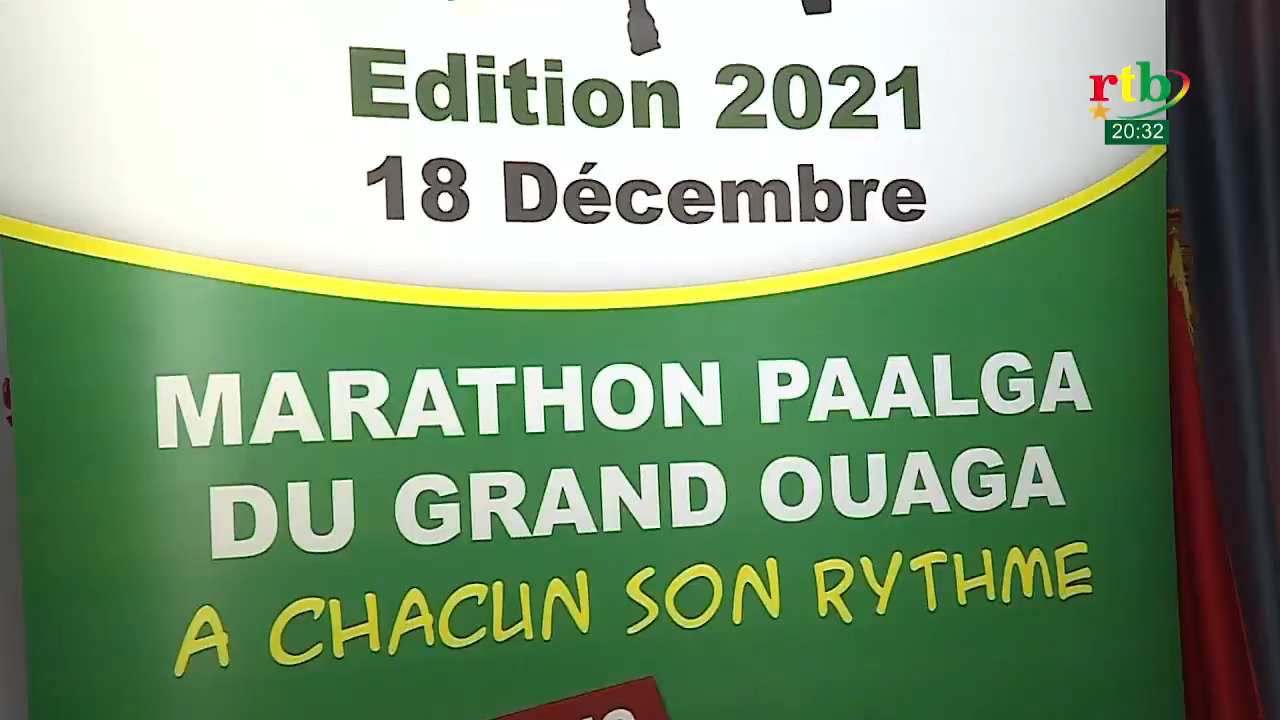 Edition 2021
rtb
20:32
18 Décembre
MARATHON PAALGA
DU GRAND OUAGA
A CHACUN SON RYTHME